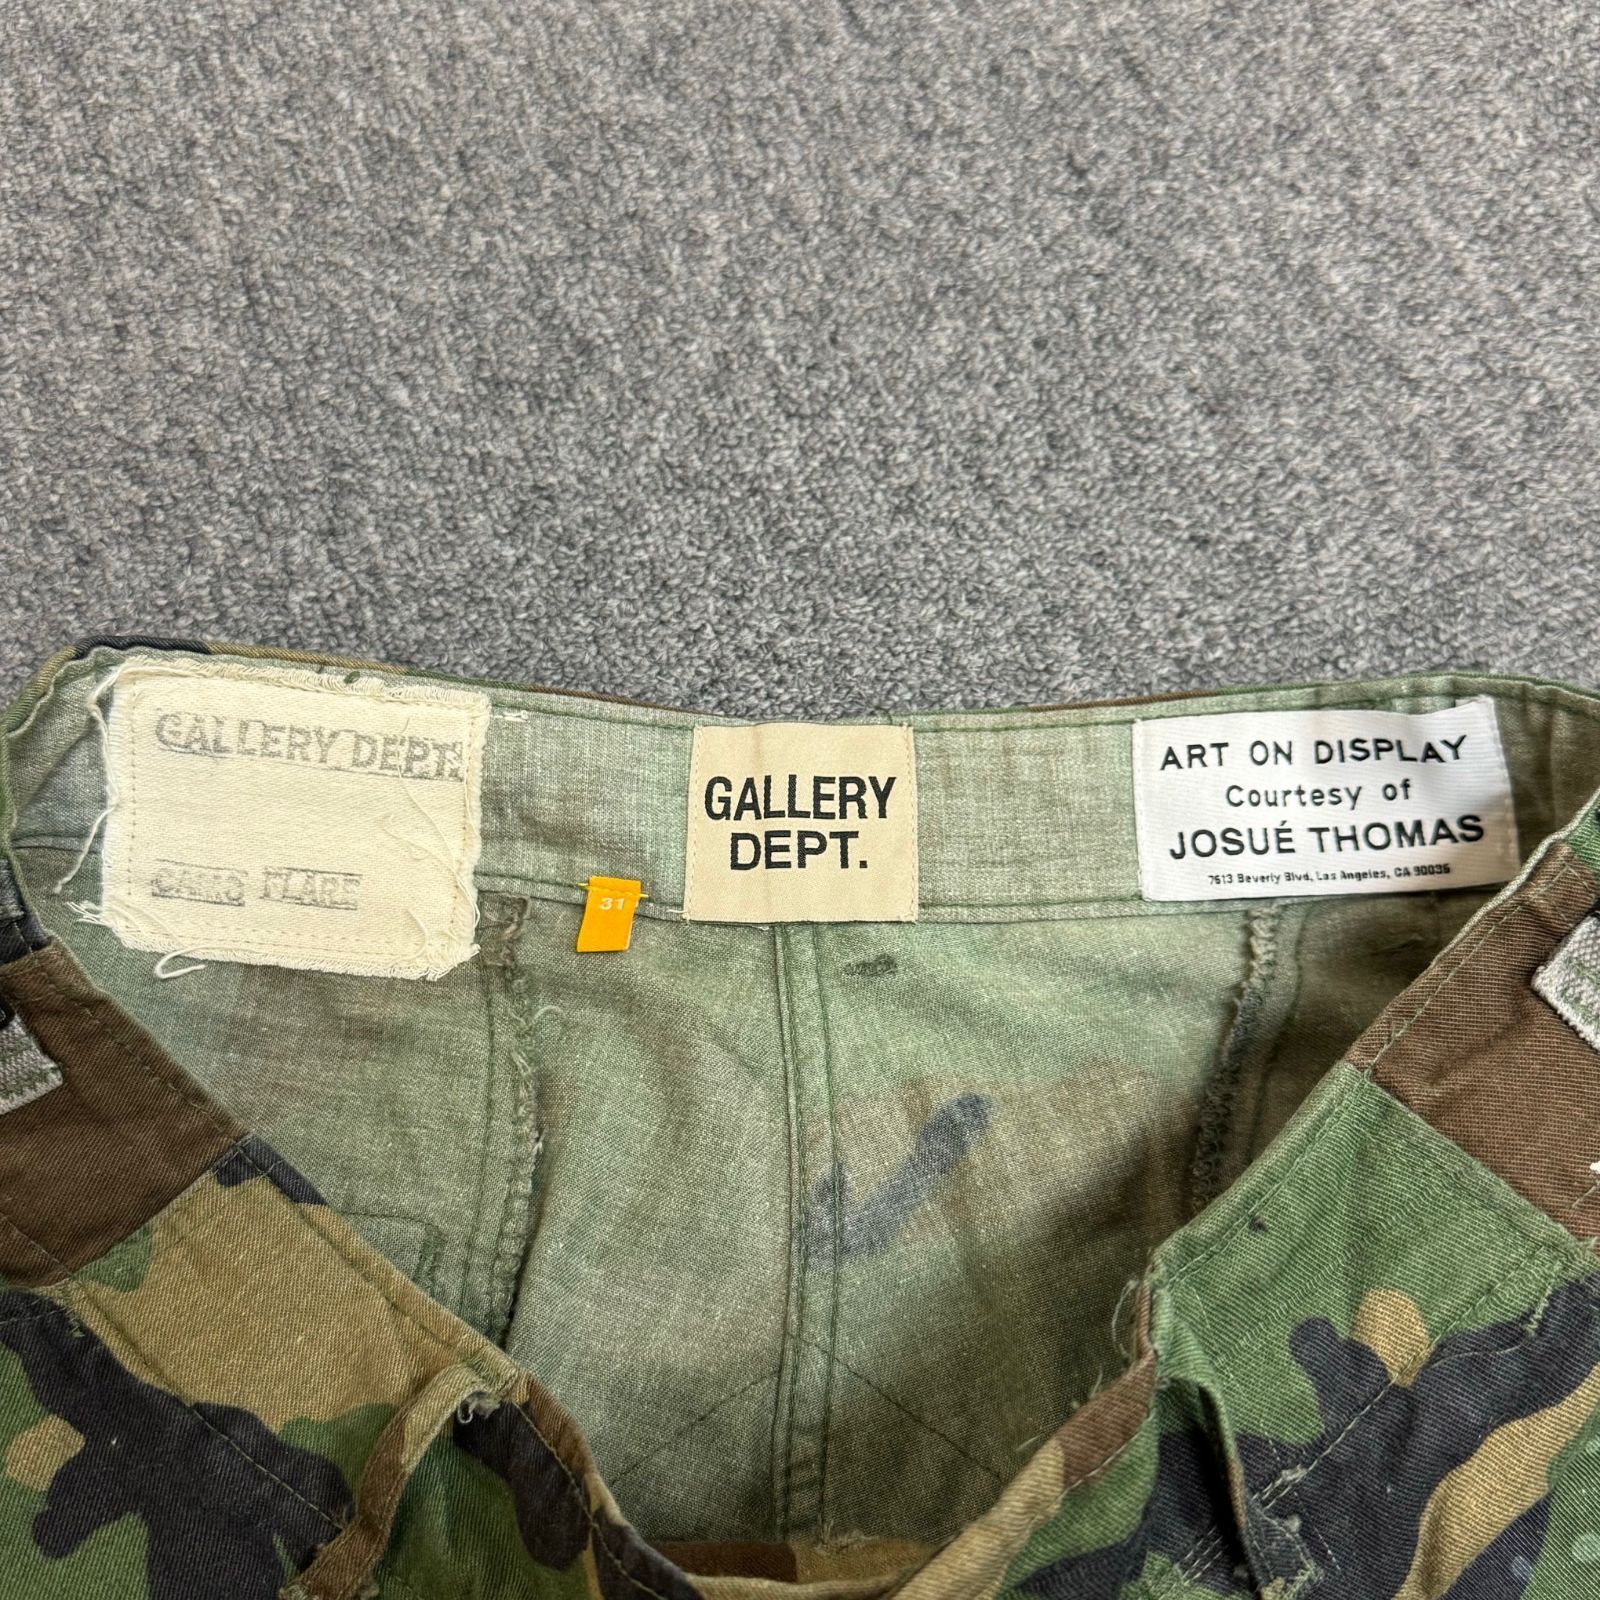 GALLERY DEPT.
CAMO FLARE
31
GALLERY
DEPT.
ART ON DISPLAY
Courtesy of
JOSUÉ THOMAS
7613 Beverly Blvd, Los Angeles, CA 90036